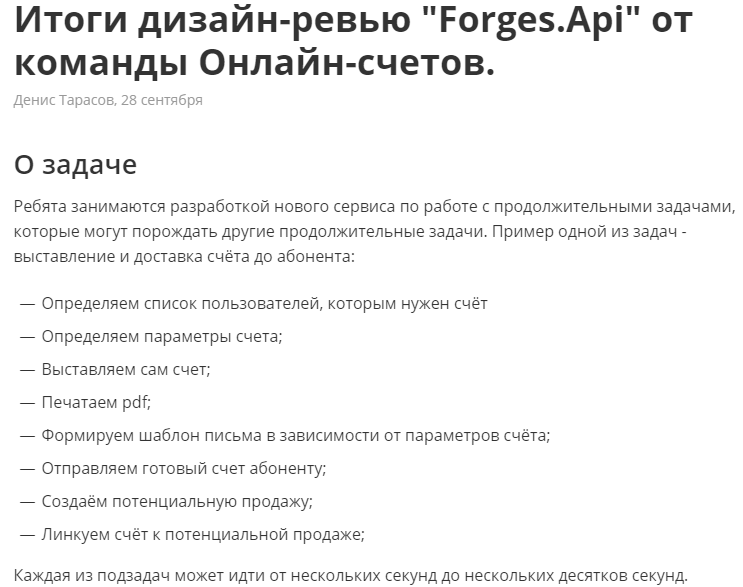 Итоги дизайн-ревью "Forges.Api" от
команды Онлайн-счетов.
Денис Тарасов, 28 сентября
О задаче
Ребята занимаются разработкой нового сервиса по работе с продолжительными задачами,
которые могут порождать другие продолжительные задачи. Пример одной из задач -
выставление и доставка счёта до абонента:
— Определяем список пользователей, которым нужен счёт
— Определяем параметры счета;
— Выставляем сам счет;
— Печатаем pdf;
— Формируем шаблон письма в зависимости от параметров счёта;
— Отправляем готовый счет абоненту;
— Создаём потенциальную продажу;
— Линкуем счёт к потенциальной продаже;
Каждая из подзадач может идти от нескольких секунд до нескольких десятков секунд.